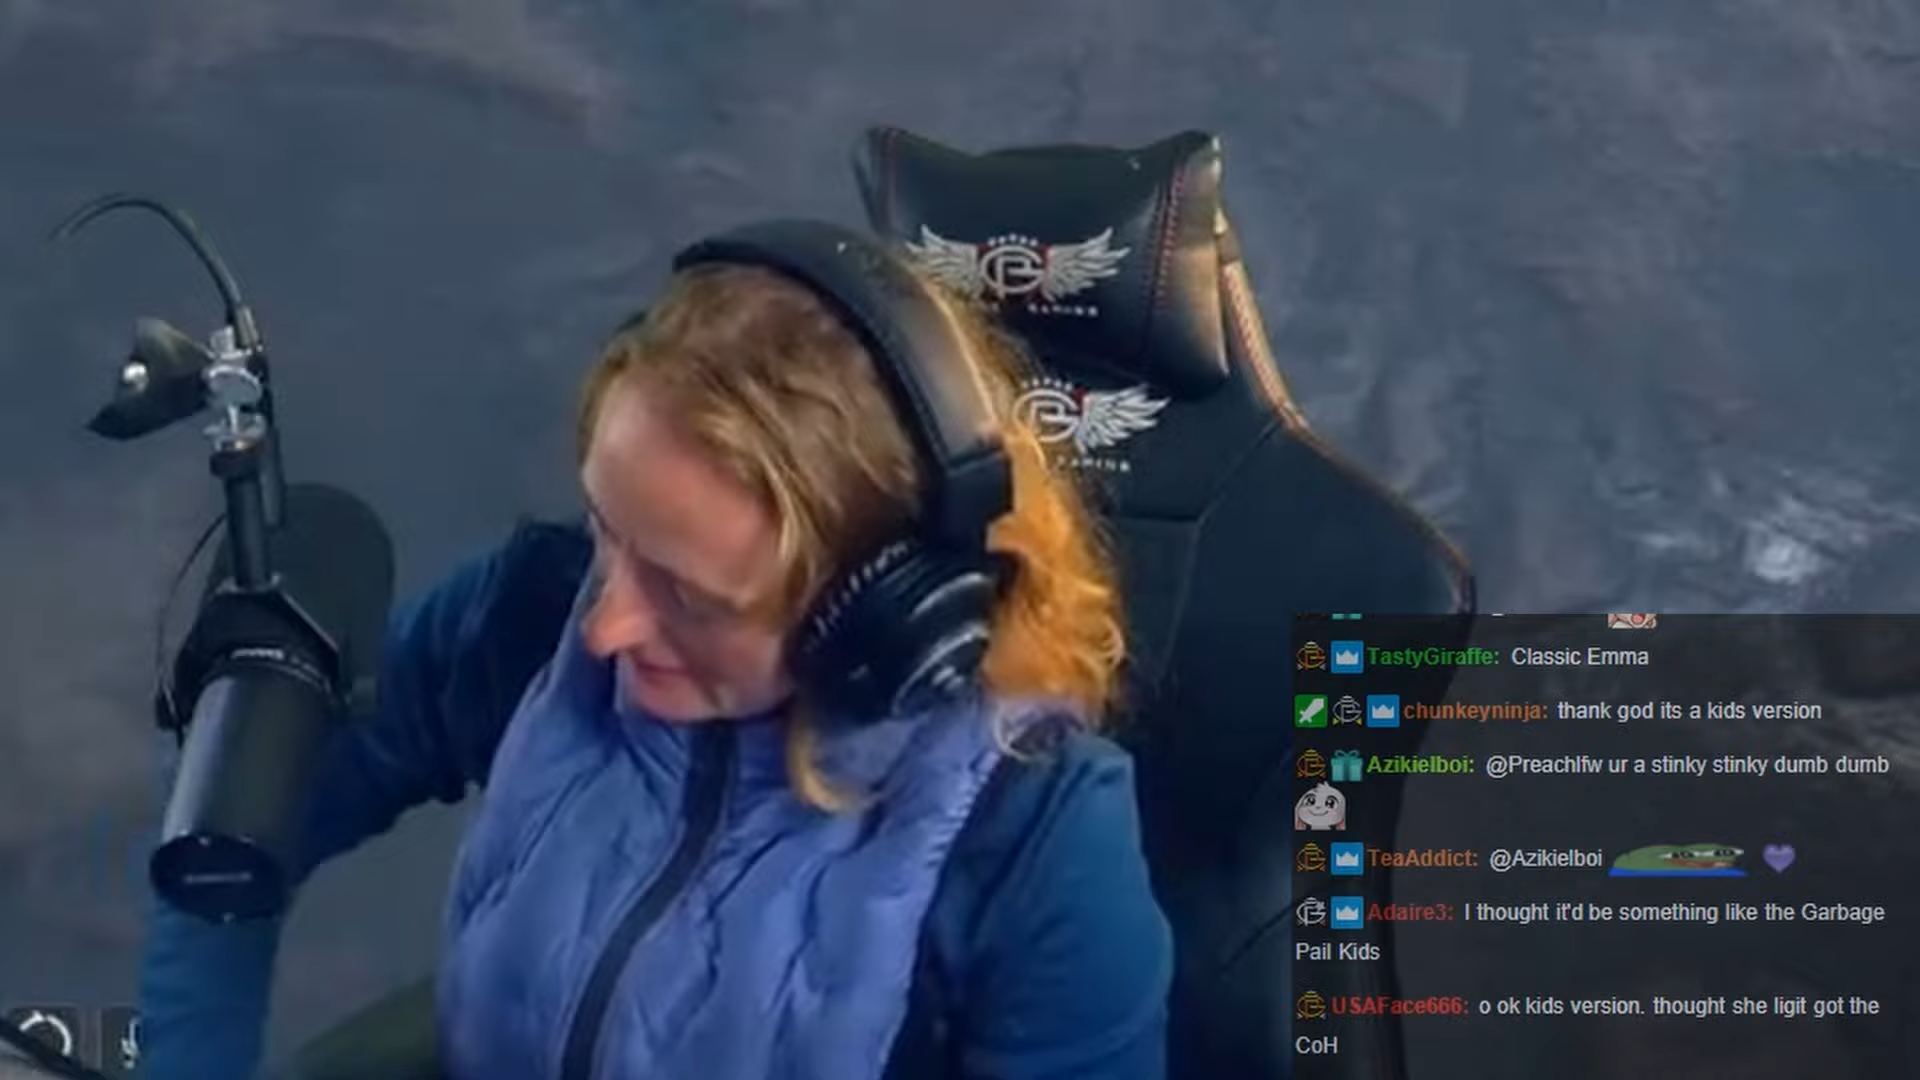 GAMING
GAMING
TastyGiraffe: Classic Emma
chunkeyninja: thank god its a kids version
Azikielboi: @Preachlfw ur a stinky stinky dumb dumb
TeaAddict: @Azikielboi
Adaire3: I thought it'd be something like the Garbage
Pail Kids
USAFace666: o ok kids version. thought she ligit got the
CoH